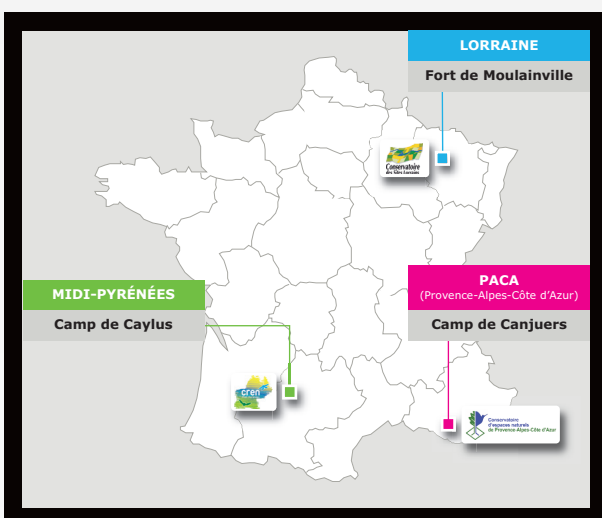 LORRAINE
Fort de Moulainville
Conservatoire
des Sites Lorrains
MIDI-PYRÉNÉES
Camp de Caylus
PACA
(Provence-Alpes-Côte d'Azur)
Camp de Canjuers
cren
Conservatoire
d'espaces naturels
de Provence-Alpes-Côte d'Azur